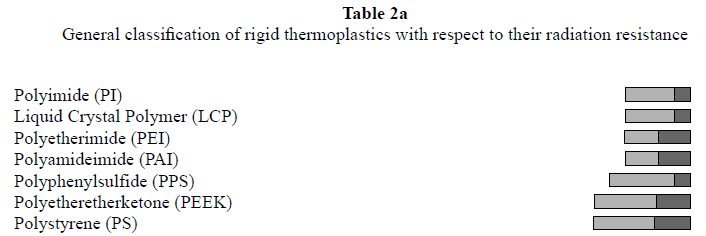 Table 2a
General classification of rigid thermoplastics with respect to their radiation resistance
Polyimide (PI)
Liquid Crystal Polymer (LCP)
Polyetherimide (PEI)
Polyamideimide (PAI)
Polyphenylsulfide (PPS)
Polyetheretherketone (PEEK)
Polystyrene (PS)